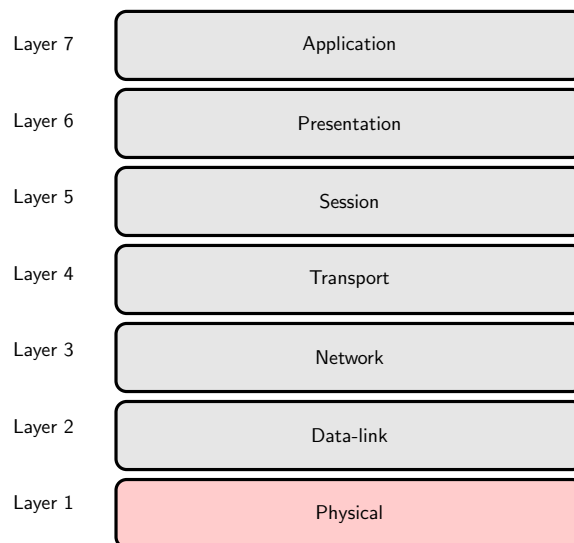 Layer 7 Application
Layer 6 Presentation
Layer 5 Session
Layer 4 Transport
Layer 3 Network
Layer 2 Data-link
Layer 1 Physical